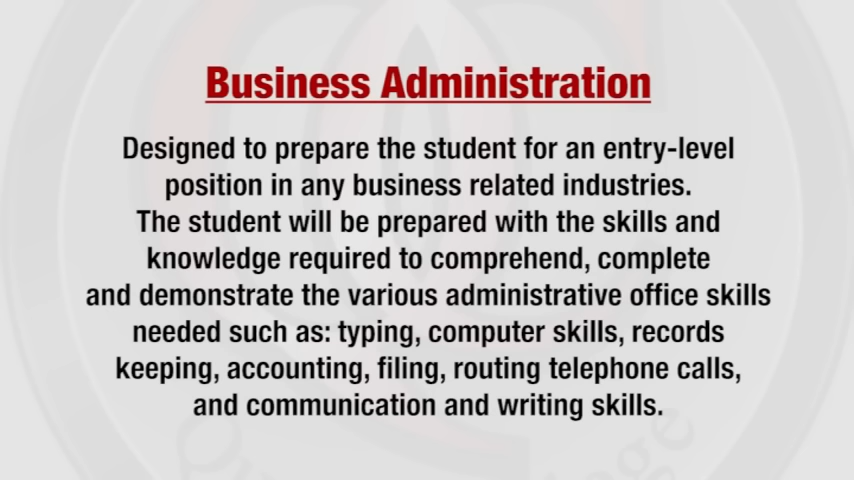 Business Administration
Designed to prepare the student for an entry-level
position in any business related industries.
The student will be prepared with the skills and
knowledge required to comprehend, complete
and demonstrate the various administrative office skills
needed such as: typing, computer skills, records
keeping, accounting, filing, routing telephone calls,
and communication and writing skills.